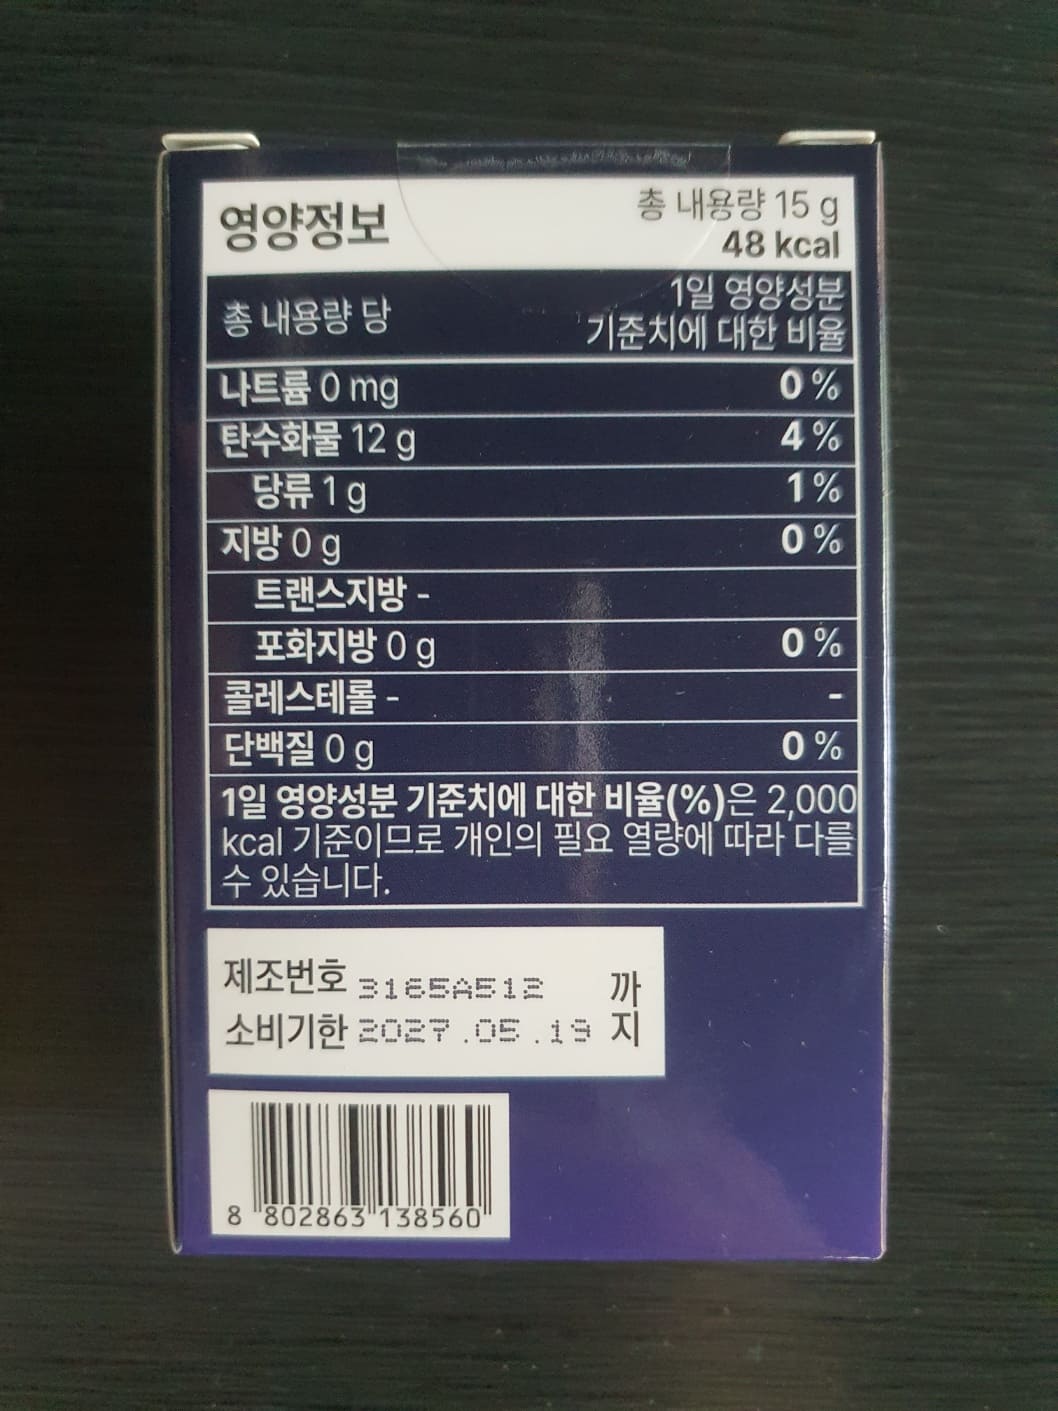 영양정보
총 내용량 15 g
48 kcal
총 내용량 당
1일 영양성분
기준치에 대한 비율
나트륨 0 mg 0 %
탄수화물 12 g 4 %
당류 1 g 1 %
지방 0 g 0 %
트랜스지방 -
포화지방 0 g 0 %
콜레스테롤 - -
단백질 0 g 0 %
1일 영양성분 기준치에 대한 비율(%)은 2,000
kcal 기준이므로 개인의 필요 열량에 따라 다를
수 있습니다.
제조번호 3165A512 까
소비기한 2027.05.19 지
8 802863 138560